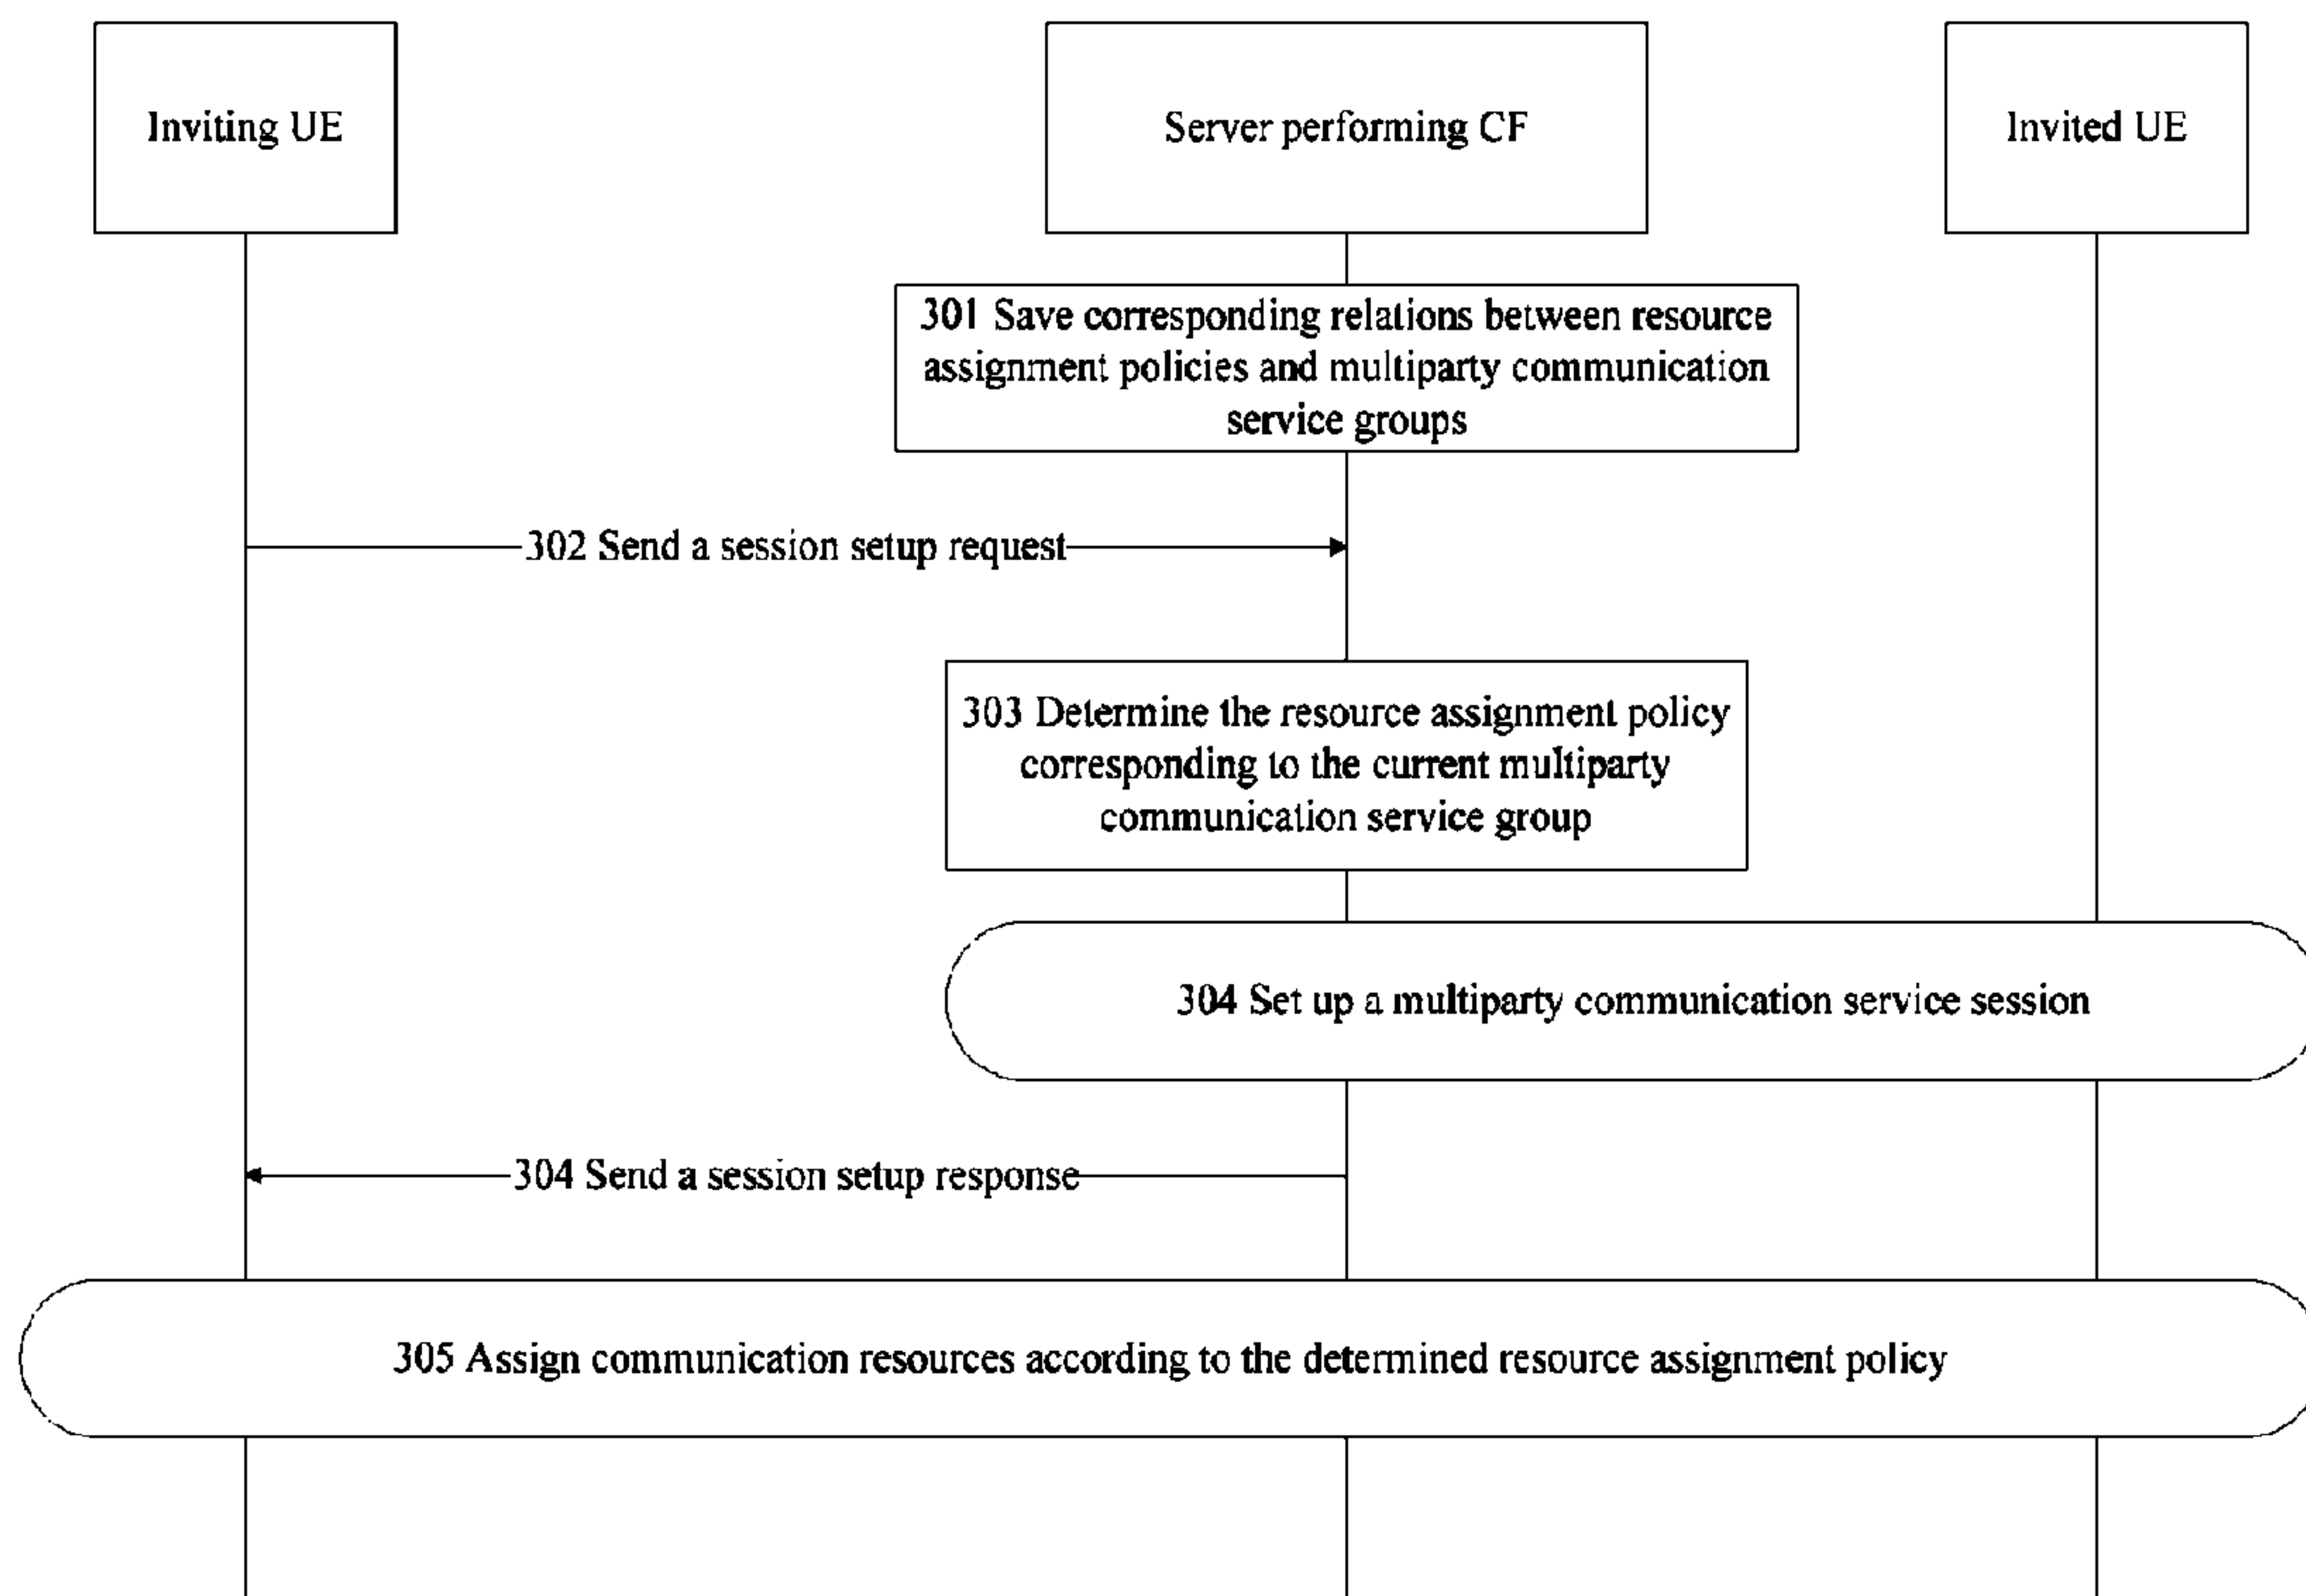 Inviting UE
Server performing CF
Invited UE
301 Save corresponding relations between resource
assignment policies and multiparty communication
service groups
302 Send a session setup request
303 Determine the resource assignment policy
corresponding to the current multiparty
communication service group
304 Set up a multiparty communication service session
304 Send a session setup response
305 Assign communication resources according to the determined resource assignment policy